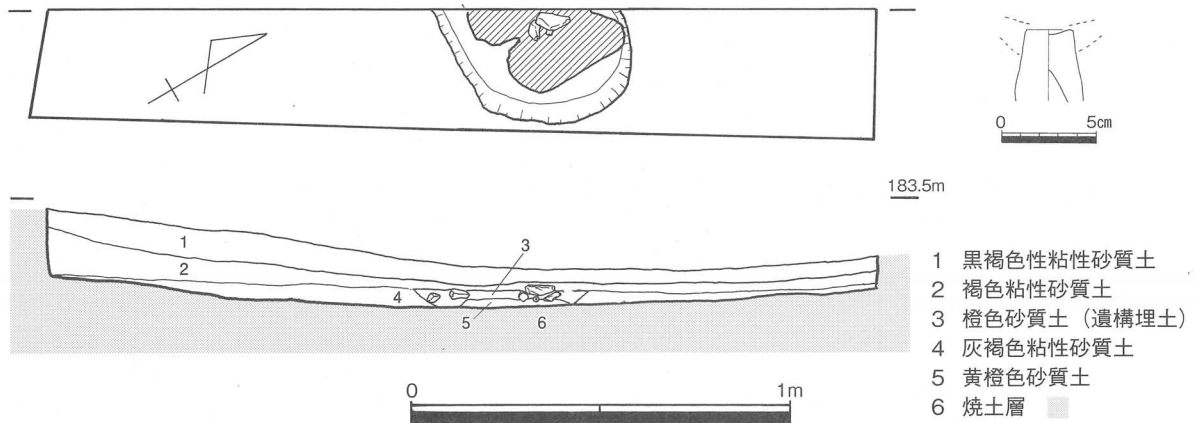 0 5㎝
183.5m
1
2
3
4
5
6
1 黒褐色性粘性砂質土
2 褐色粘性砂質土
3 橙色砂質土（遺構埋土）
4 灰褐色粘性砂質土
5 黄橙色砂質土
6 焼土層
0 1m